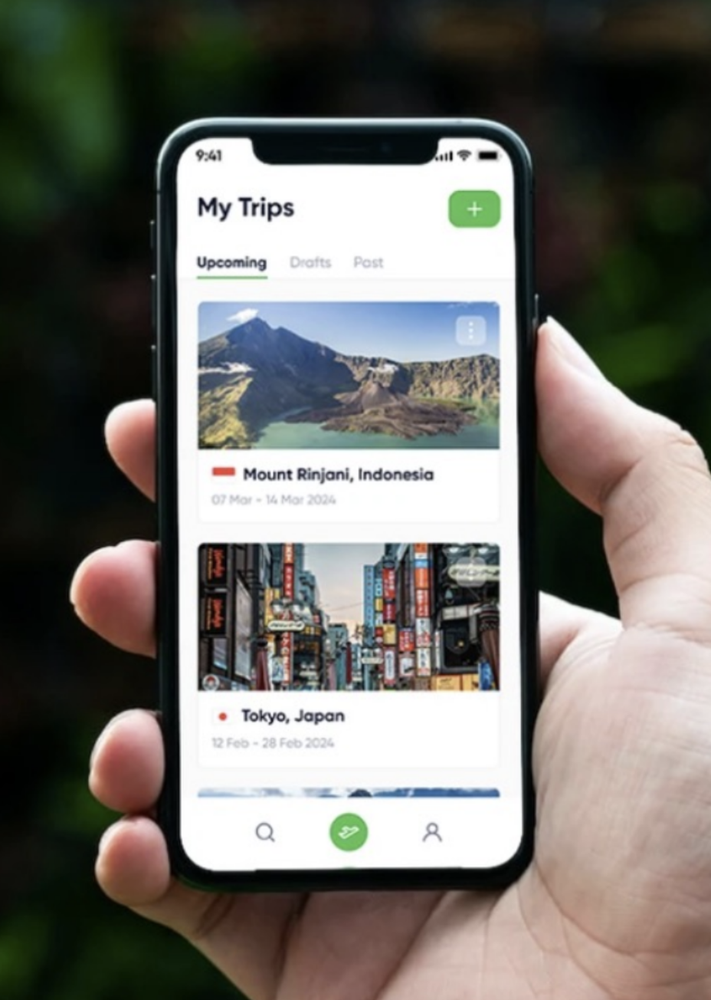 9:41
My Trips
+
Upcoming Drafts Past
Mount Rinjani, Indonesia
07 Mar - 14 Mar 2024
Tokyo, Japan
12 Feb - 28 Feb 2024